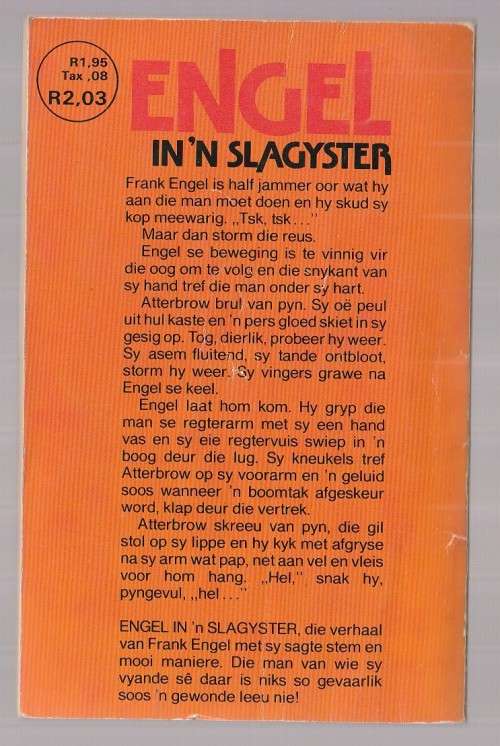 R1,95
Tax ,08
R2,03
ENGEL
IN 'N SLAGYSTER
Frank Engel is half jammer oor wat hy
aan die man moet doen en hy skud sy
kop meewarig. „Tsk, tsk...”
Maar dan storm die reus.
Engel se beweging is te vinnig vir
die oog om te volg en die snykant van
sy hand tref die man onder sy hart.
Atterbrow brul van pyn. Sy oë peul
uit hul kaste en 'n pers gloed skiet in sy
gesig op. Tog, dierlik, probeer hy weer.
Sy asem fluitend, sy tande ontbloot,
storm hy weer. Sy vingers grawe na
Engel se keel.
Engel laat hom kom. Hy gryp die
man se regterarm met sy een hand
vas en sy eie regtervuis swiep in 'n
boog deur die lug. Sy kneukels tref
Atterbrow op sy voorarm en 'n geluid
soos wanneer 'n boomtak afgeskeur
word, klap deur die vertrek.
Atterbrow skreeu van pyn, die gil
stol op sy lippe en hy kyk met afgryse
na sy arm wat pap, net aan vel en vleis
voor hom hang. „Hel,” snak hy,
pyngevul, „hel...”
ENGEL IN 'n SLAGYSTER, die verhaal
van Frank Engel met sy sagte stem en
mooi maniere. Die man van wie sy
vyande sê daar is niks so gevaarlik
soos 'n gewonde leeu nie!